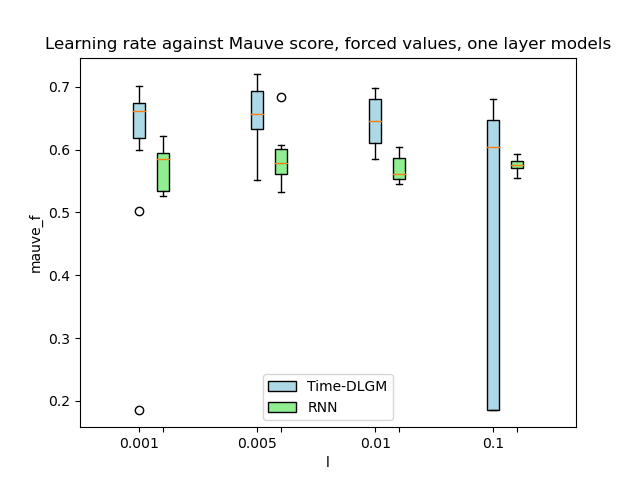 Learning rate against Mauve score, forced values, one layer models
0.7
0.6
0.5
0.4
0.3
0.2
mauve_f
Time-DLGM
RNN
0.001
0.005
0.01
0.1
l